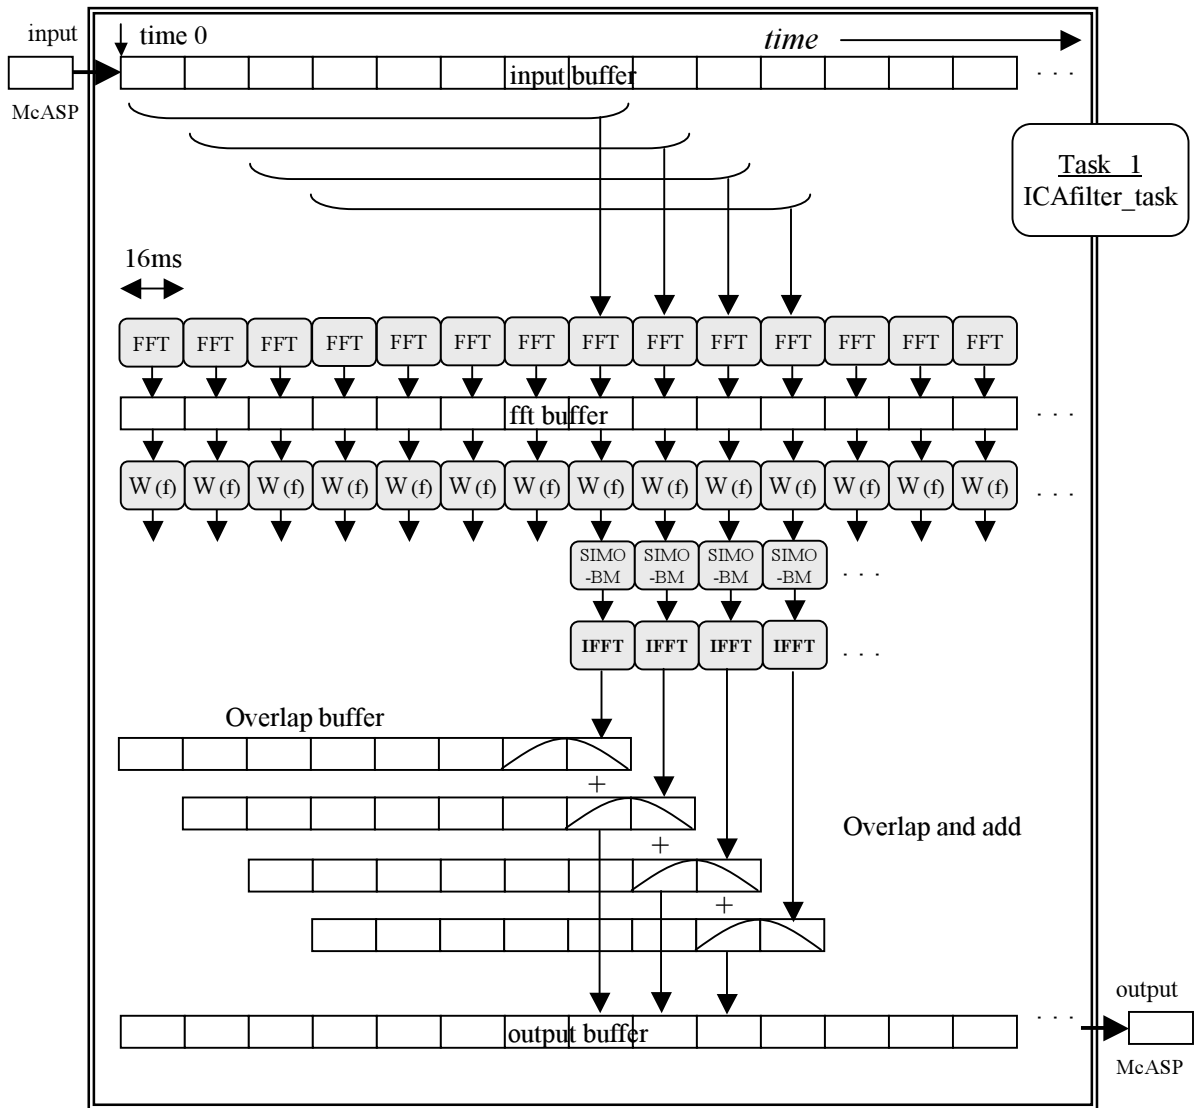 input
time 0
time
input buffer
. . .
McASP
Task 1
ICAfilter_task
16ms
FFT FFT FFT FFT FFT FFT FFT FFT FFT FFT FFT FFT FFT FFT
fft buffer
. . .
W (f) W (f) W (f) W (f) W (f) W (f) W (f) W (f) W (f) W (f) W (f) W (f) W (f) W (f)
. . .
SIMO SIMO SIMO SIMO
-BM -BM -BM -BM
. . .
IFFT IFFT IFFT IFFT
. . .
Overlap buffer
+
Overlap and add
+
+
output
. . .
output buffer
McASP